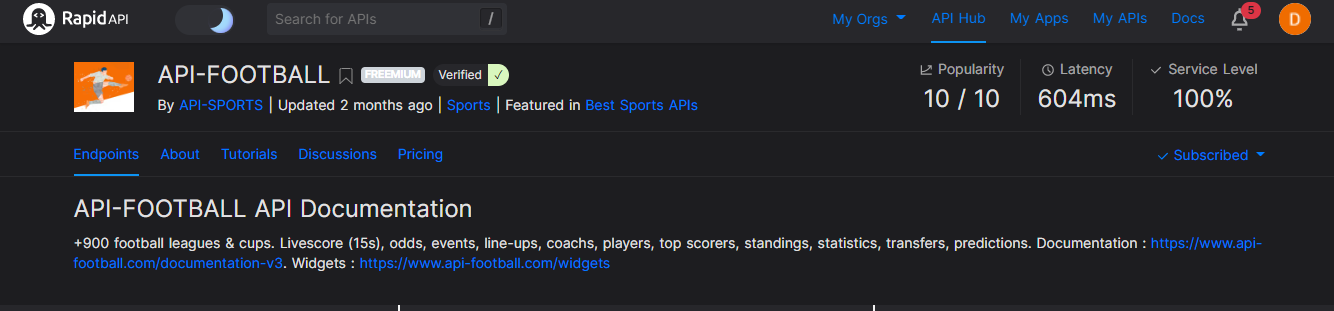 Rapid API Search for APIs / My Orgs API Hub My Apps My APIs Docs 5 D
API-FOOTBALL FREEMIUM Verified ✓
By API-SPORTS | Updated 2 months ago | Sports | Featured in Best Sports APIs
Popularity Latency Service Level
10 / 10 604ms 100%
Endpoints About Tutorials Discussions Pricing Subscribed
API-FOOTBALL API Documentation
+900 football leagues & cups. Livescore (15s), odds, events, line-ups, coachs, players, top scorers, standings, statistics, transfers, predictions. Documentation : https://www.api-
football.com/documentation-v3. Widgets : https://www.api-football.com/widgets